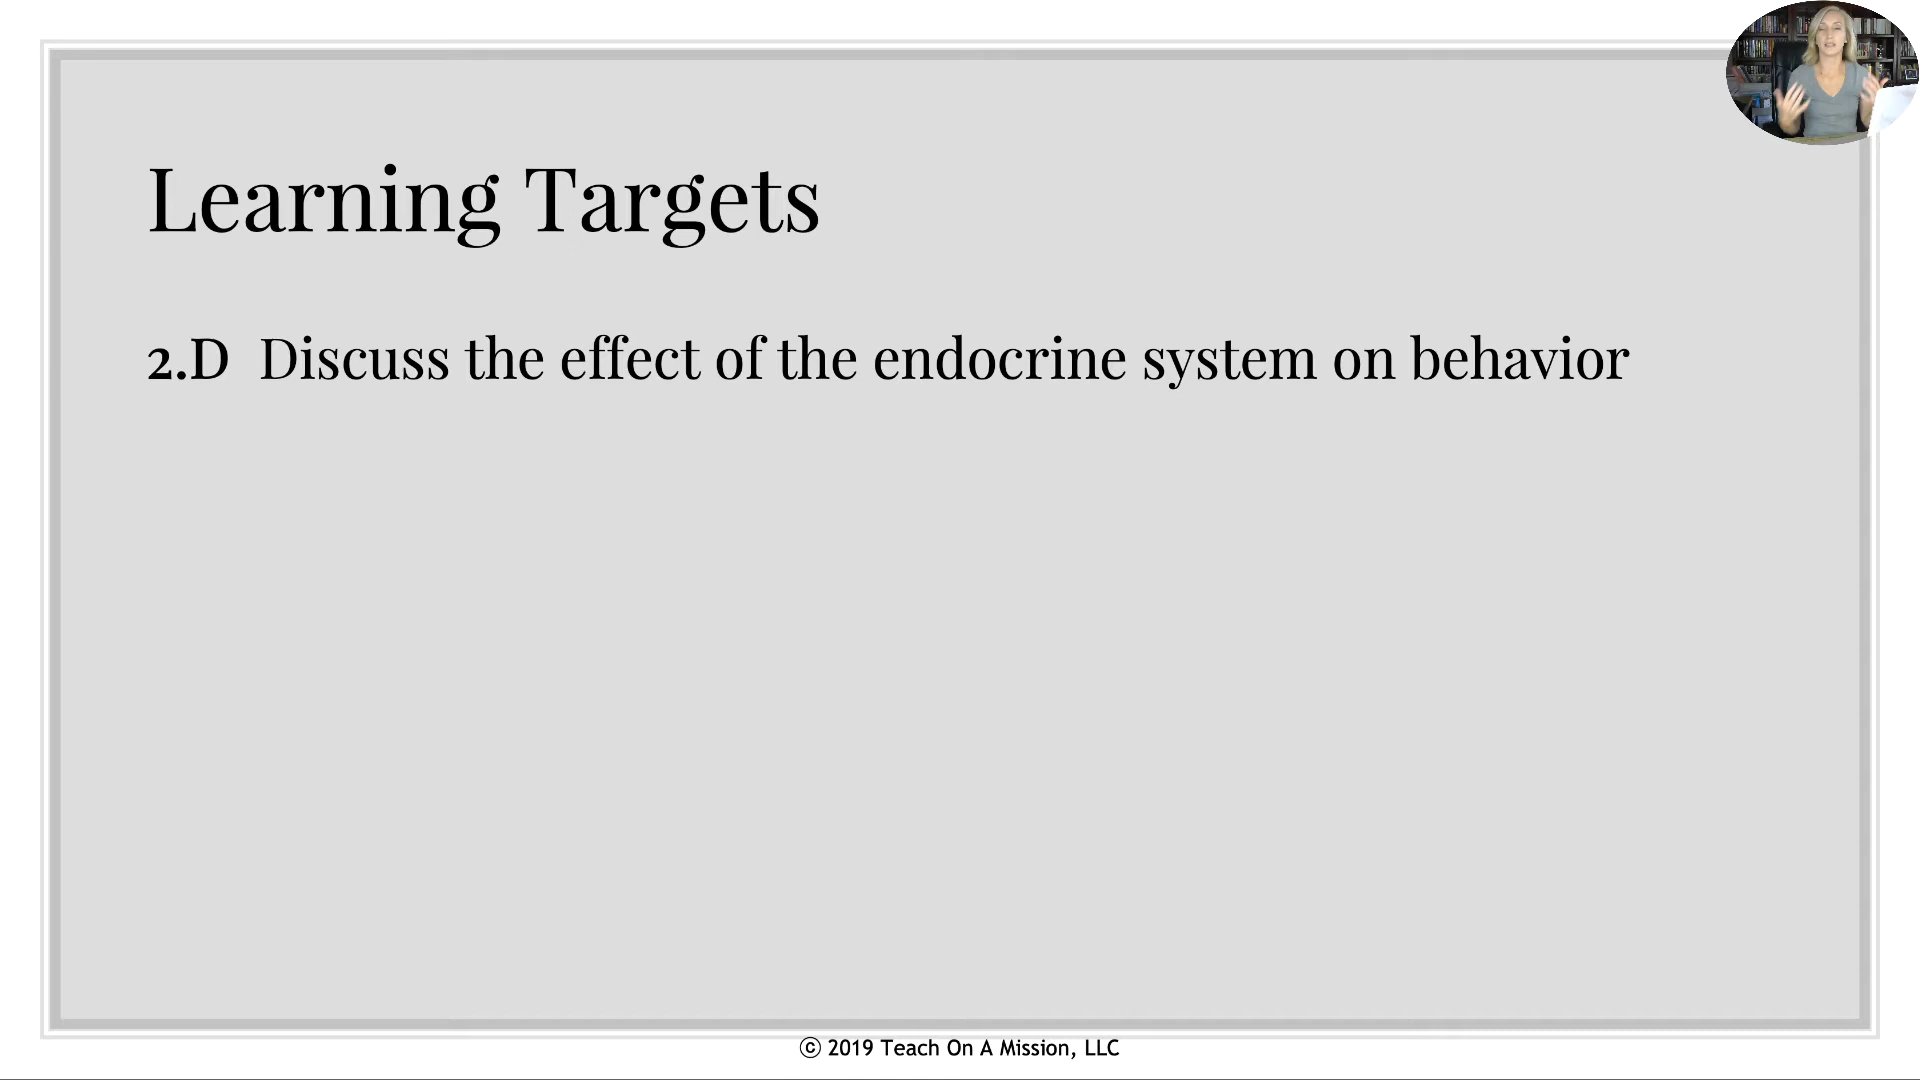 Learning Targets
2.D Discuss the effect of the endocrine system on behavior
© 2019 Teach On A Mission, LLC